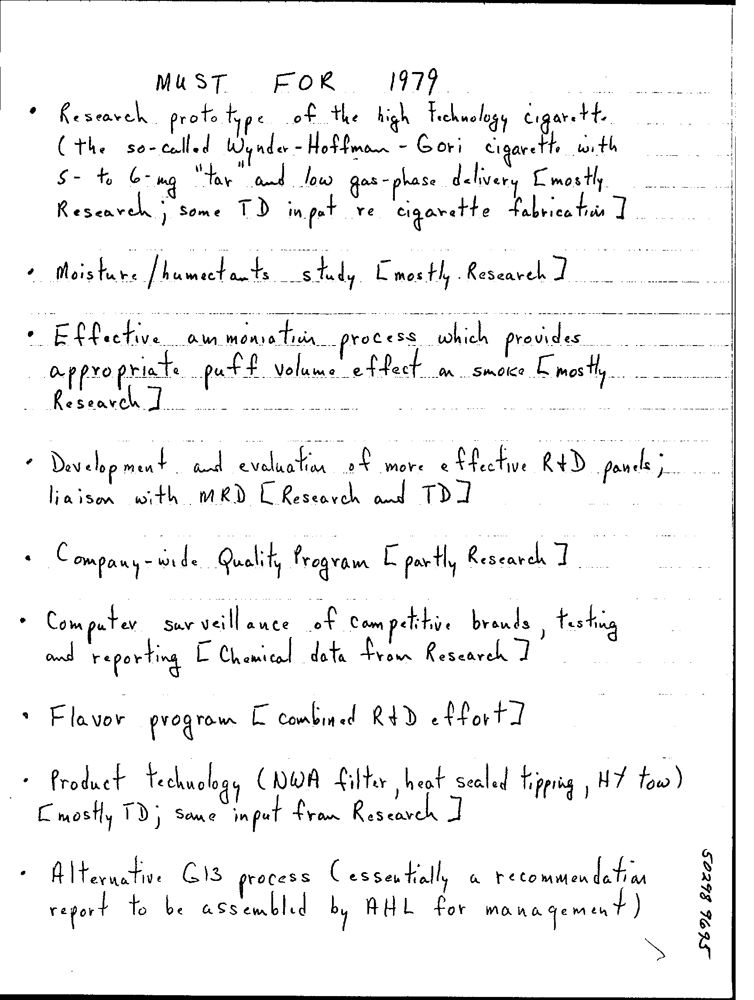 MUST FOR 1979
• Research prototype of the high technology cigarette
(the so-called Wynder-Hoffman-Gori cigarette with
5- to 6-mg "tar" and low gas-phase delivery [mostly
Research; some TD input re cigarette fabrication]
• Moisture/humectants study [mostly Research]
• Effective ammoniation process which provides
appropriate puff volume effect on smoke [mostly
Research]
• Development and evaluation of more effective R+D panels;
liaison with MRD [Research and TD]
• Company-wide Quality Program [partly Research]
• Computer surveillance of competitive brands, testing
and reporting [Chemical data from Research]
• Flavor program [combined R+D effort]
• Product technology (NWA filter, heat sealed tipping, HY tow)
[mostly TD; some input from Research]
• Alternative G13 process (essentially a recommendation
report to be assembled by AHL for management)
50298 9695